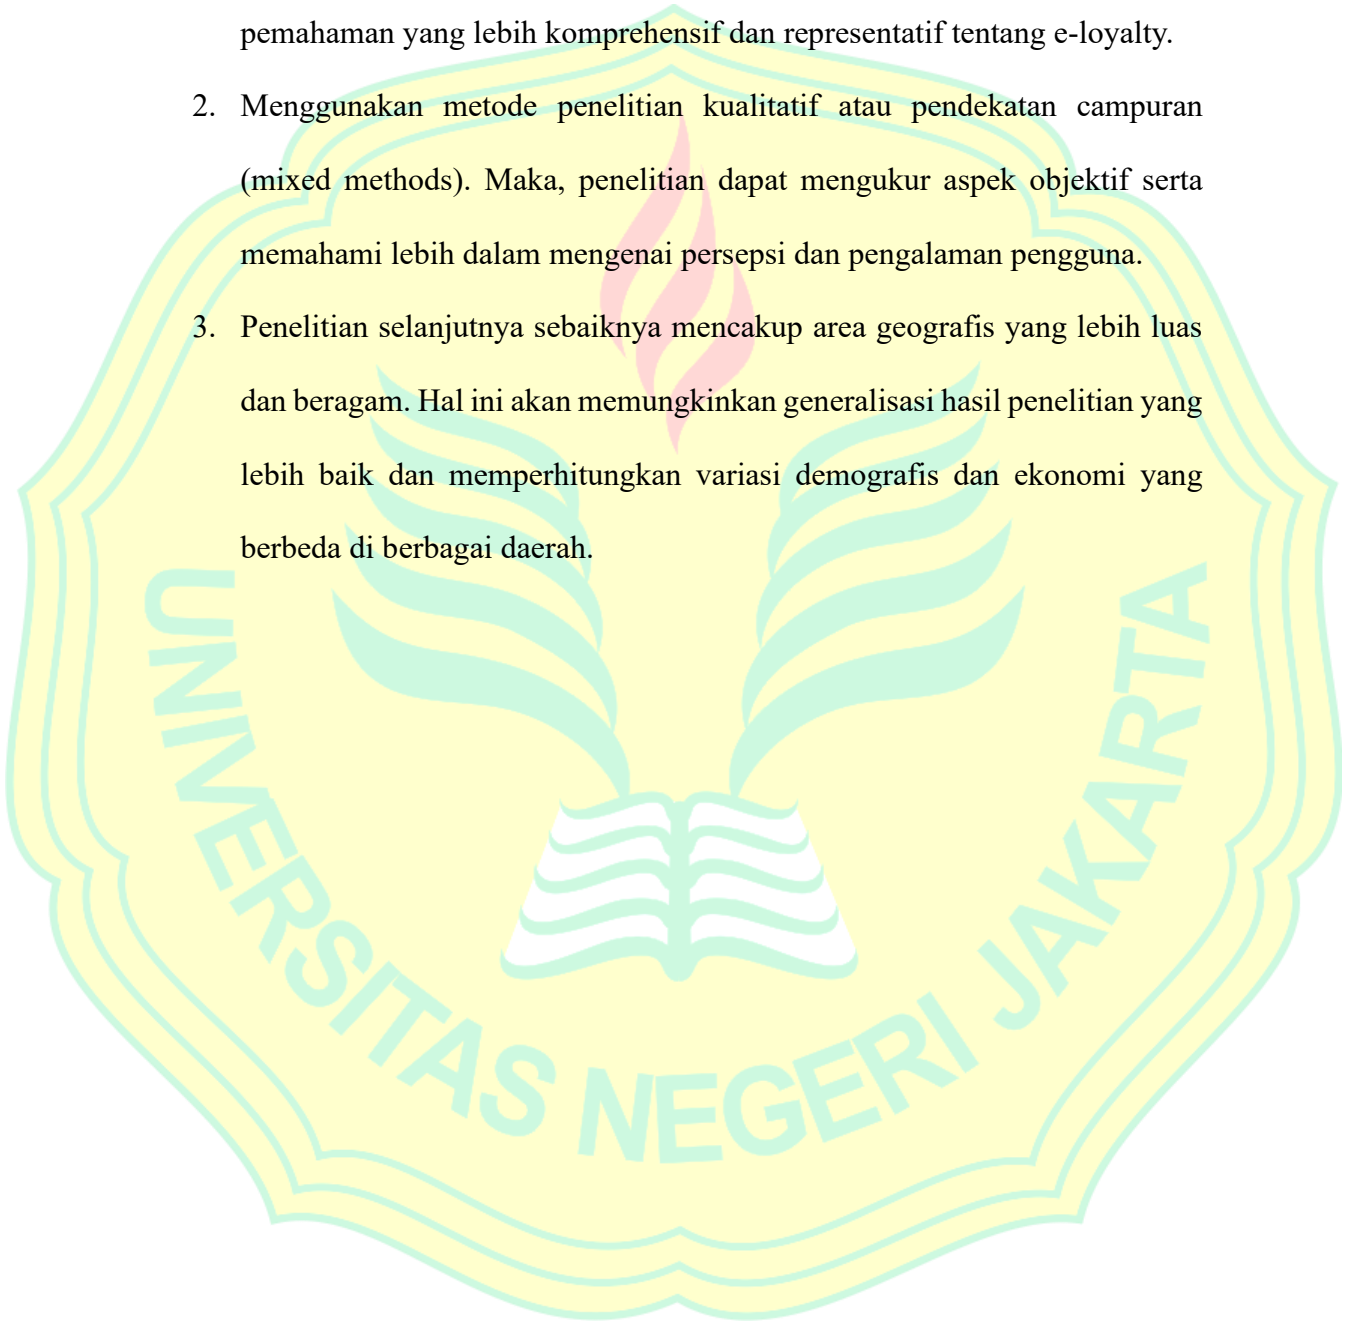 pemahaman yang lebih komprehensif dan representatif tentang e-loyalty.
2. Menggunakan metode penelitian kualitatif atau pendekatan campuran
(mixed methods). Maka, penelitian dapat mengukur aspek objektif serta
memahami lebih dalam mengenai persepsi dan pengalaman pengguna.
3. Penelitian selanjutnya sebaiknya mencakup area geografis yang lebih luas
dan beragam. Hal ini akan memungkinkan generalisasi hasil penelitian yang
lebih baik dan memperhitungkan variasi demografis dan ekonomi yang
berbeda di berbagai daerah.
UNIVERSITAS NEGERI JAKARTA